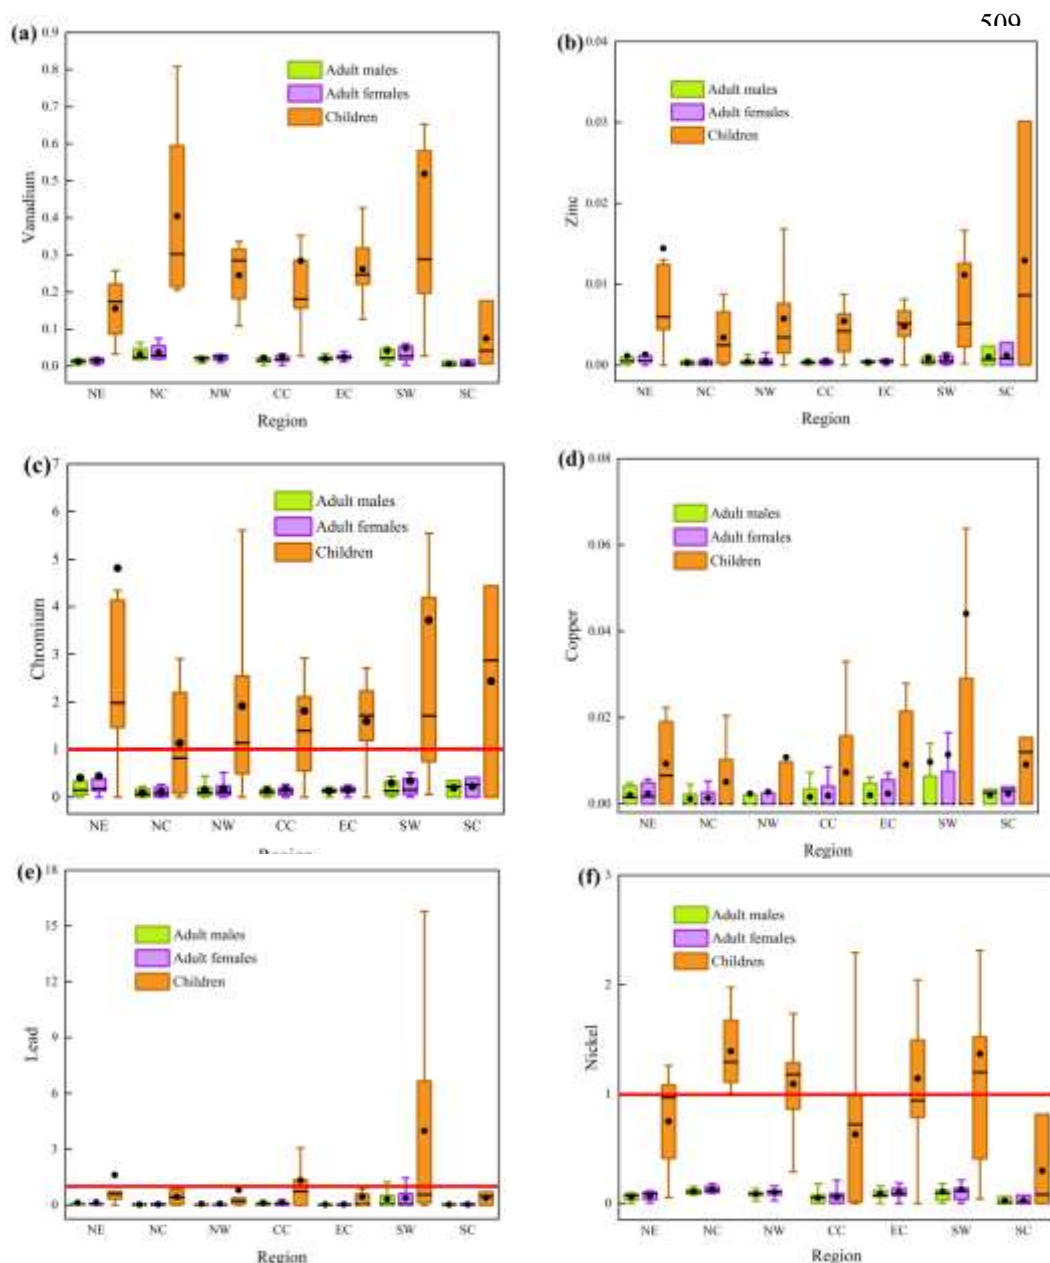 509
(a)
0.9
0.8
0.7
0.6
0.5
0.4
0.3
0.2
0.1
0.0
Vanadium
Adult males
Adult females
Children
NE NC NW CC EC SW SC
Region
(b)
0.04
0.03
0.02
0.01
0.00
Zinc
Adult males
Adult females
Children
NE NC NW CC EC SW SC
Region
(c)
7
6
5
4
3
2
1
0
Chromium
Adult males
Adult females
Children
NE NC NW CC EC SW SC
Region
(d)
0.08
0.06
0.04
0.02
0.00
Copper
Adult males
Adult females
Children
NE NC NW CC EC SW SC
Region
(e)
18
15
12
9
6
3
0
Lead
Adult males
Adult females
Children
NE NC NW CC EC SW SC
Region
(f)
3
2
1
0
Nickel
Adult males
Adult females
Children
NE NC NW CC EC SW SC
Region